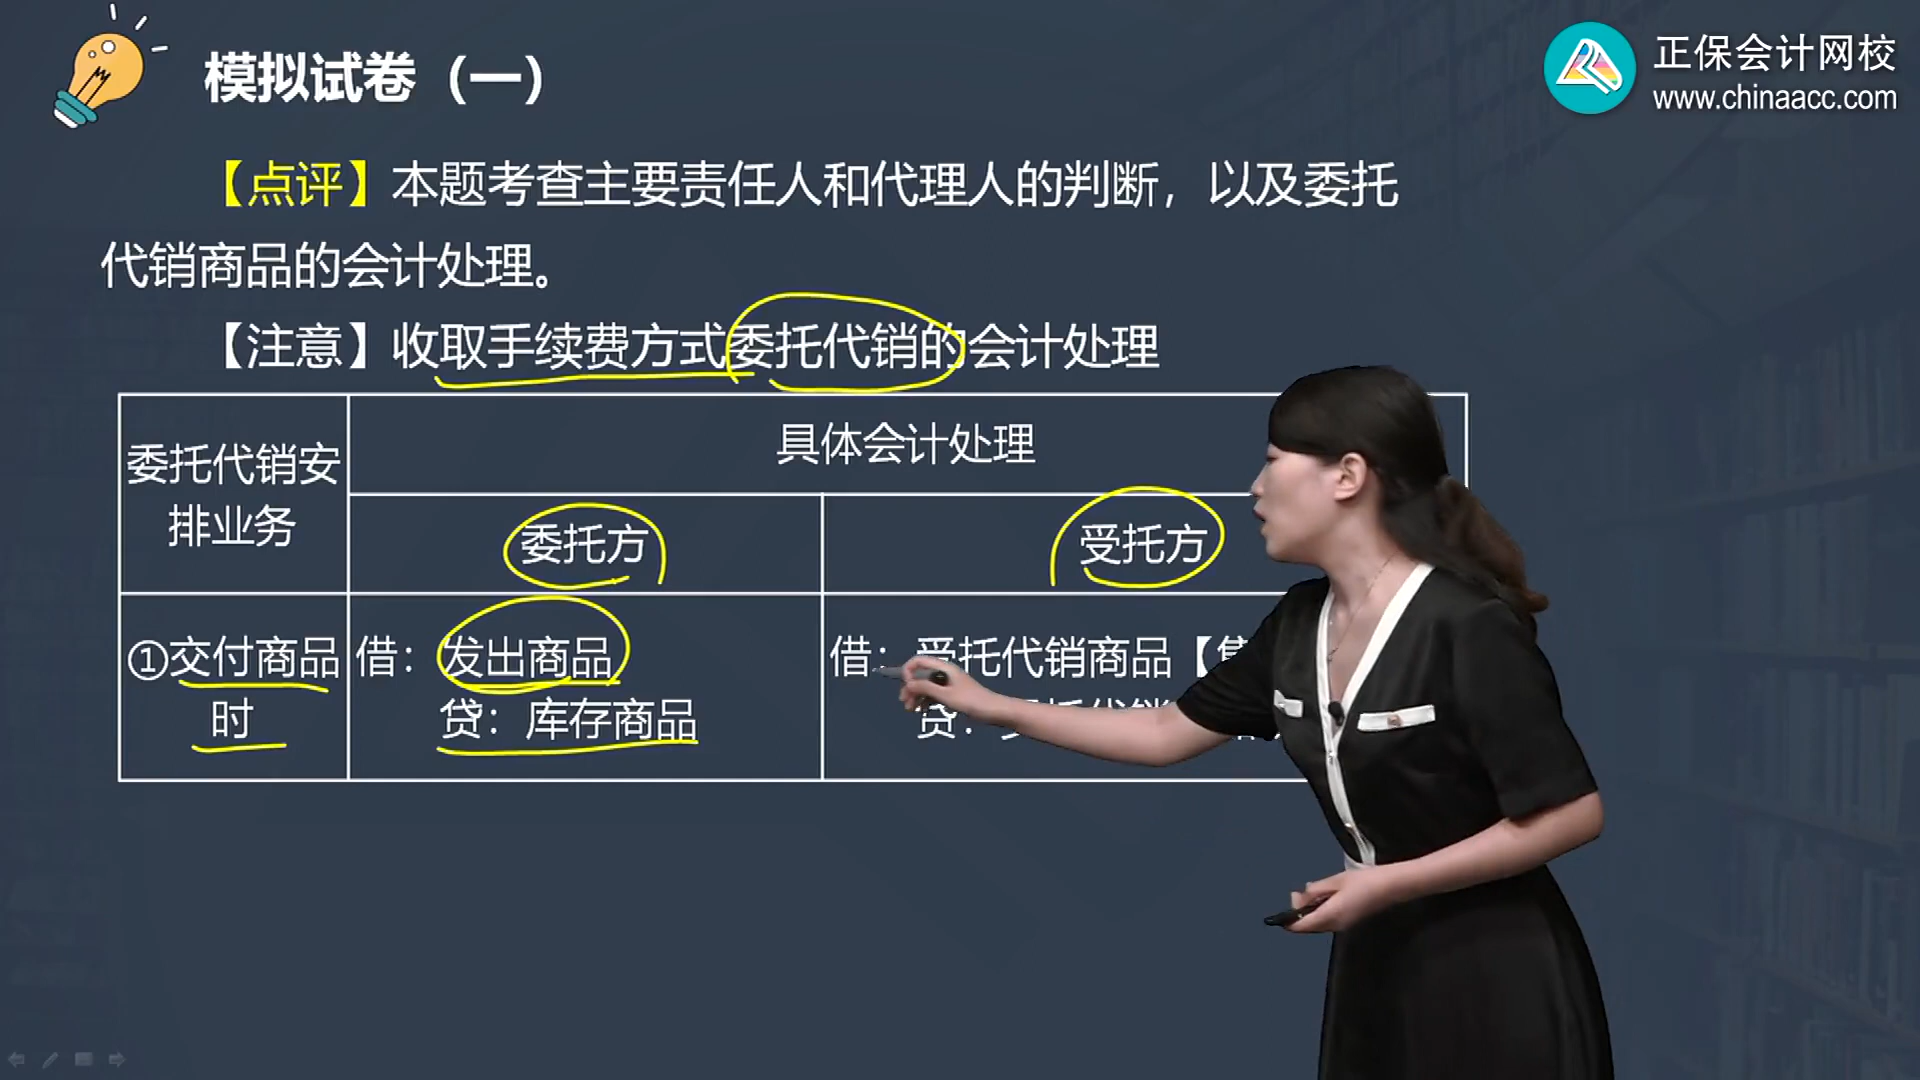 模拟试卷（一）
正保会计网校
www.chinaacc.com
【点评】本题考查主要责任人和代理人的判断，以及委托
代销商品的会计处理。
【注意】收取手续费方式委托代销的会计处理
委托代销安
排业务
具体会计处理
委托方
受托方
①交付商品
时
借：发出商品
贷：库存商品
借：受托代销商品【
贷：